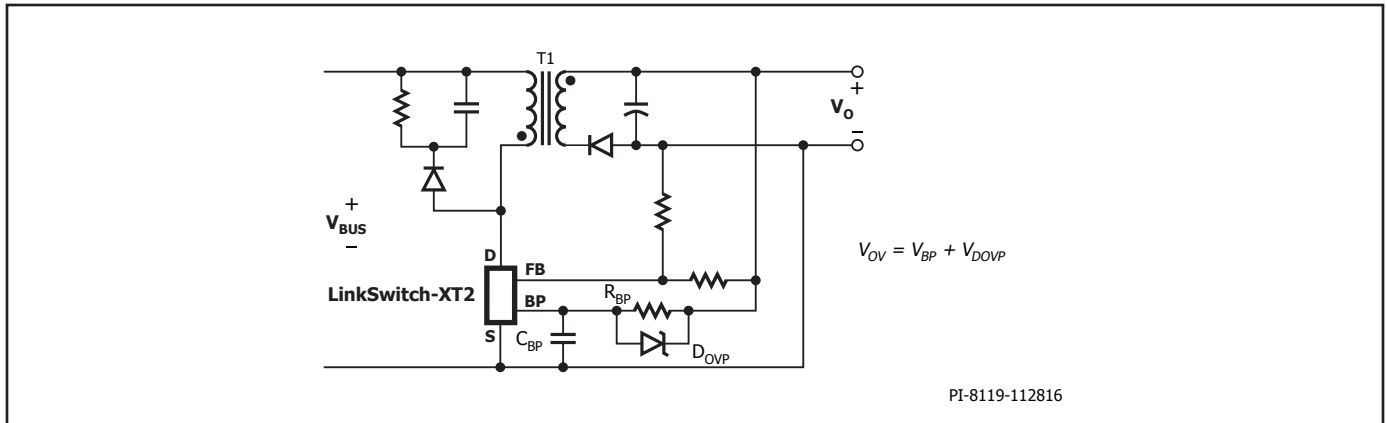 T1
+
V_O
–
+
V_BUS
–
D
FB
LinkSwitch-XT2
BP
S
C_BP
R_BP
D_OVP
V_OV = V_BP + V_DOVP
PI-8119-112816